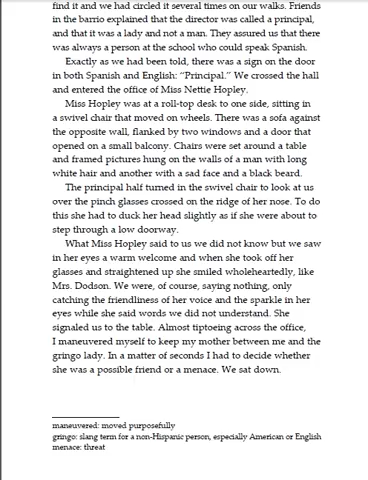 find it and we had circled it several times on our walks. Friends
in the barrio explained that the director was called a principal,
and that it was a lady and not a man. They assured us that there
was always a person at the school who could speak Spanish.
Exactly as we had been told, there was a sign on the door
in both Spanish and English: “Principal.” We crossed the hall
and entered the office of Miss Nettie Hopley.
Miss Hopley was at a roll-top desk to one side, sitting in
a swivel chair that moved on wheels. There was a sofa against
the opposite wall, flanked by two windows and a door that
opened on a small balcony. Chairs were set around a table
and framed pictures hung on the walls of a man with long
white hair and another with a sad face and a black beard.
The principal half turned in the swivel chair to look at us
over the pinch glasses crossed on the ridge of her nose. To do
this she had to duck her head slightly as if she were about to
step through a low doorway.
What Miss Hopley said to us we did not know but we saw
in her eyes a warm welcome and when she took off her
glasses and straightened up she smiled wholeheartedly, like
Mrs. Dodson. We were, of course, saying nothing, only
catching the friendliness of her voice and the sparkle in her
eyes while she said words we did not understand. She
signaled us to the table. Almost tiptoeing across the office,
I maneuvered myself to keep my mother between me and the
gringo lady. In a matter of seconds I had to decide whether
she was a possible friend or a menace. We sat down.
maneuvered: moved purposefully
gringo: slang term for a non-Hispanic person, especially American or English
menace: threat